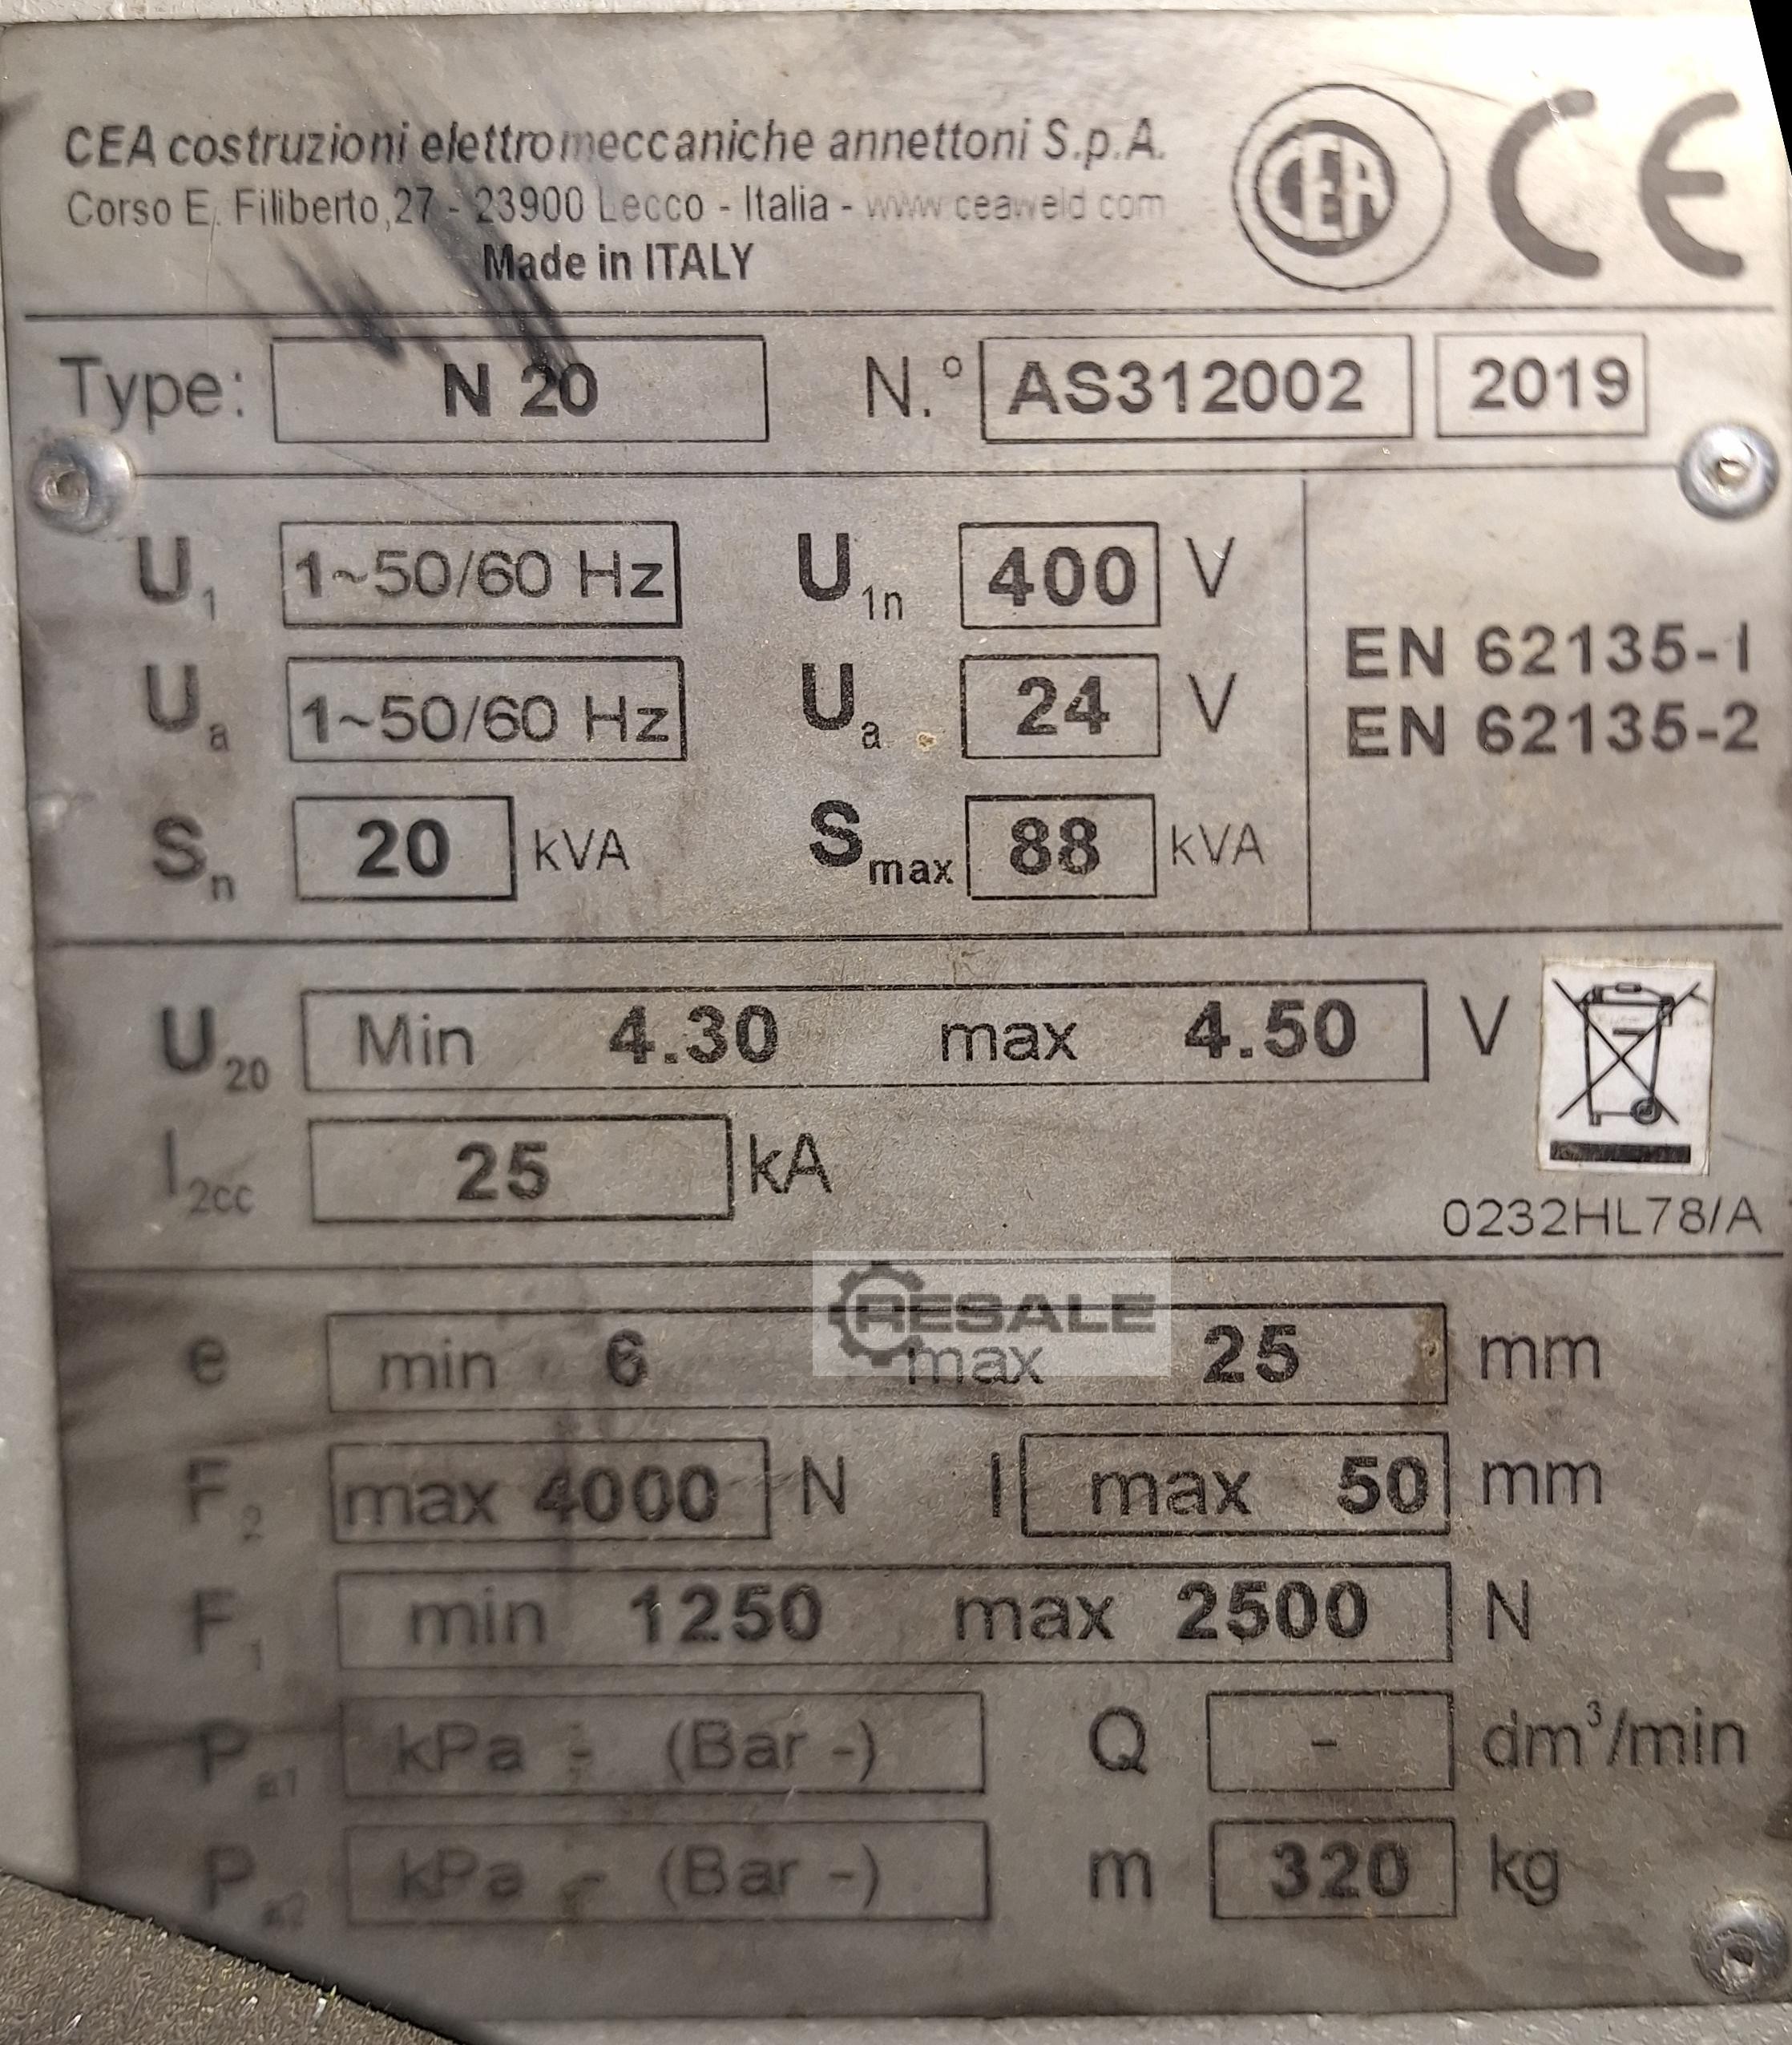 CEA costruzioni elettromeccaniche annettoni S.p.A.
Corso E. Filiberto,27 - 23900 Lecco - Italia - www.ceaweld.com
Made in ITALY
CEA
CE
Type: N 20 N.° AS312002 2019
U1 1~50/60 Hz U1n 400 V
Ua 1~50/60 Hz Ua 24 V
Sn 20 kVA Smax 88 kVA
EN 62135-1
EN 62135-2
U20 Min 4.30 max 4.50 V
I2cc 25 kA
0232HL78/A
RESALE
e min 6 max 25 mm
F2 max 4000 N l max 50 mm
F1 min 1250 max 2500 N
Pa1 kPa - (Bar -) Q - dm³/min
Pa2 kPa - (Bar -) m 320 kg